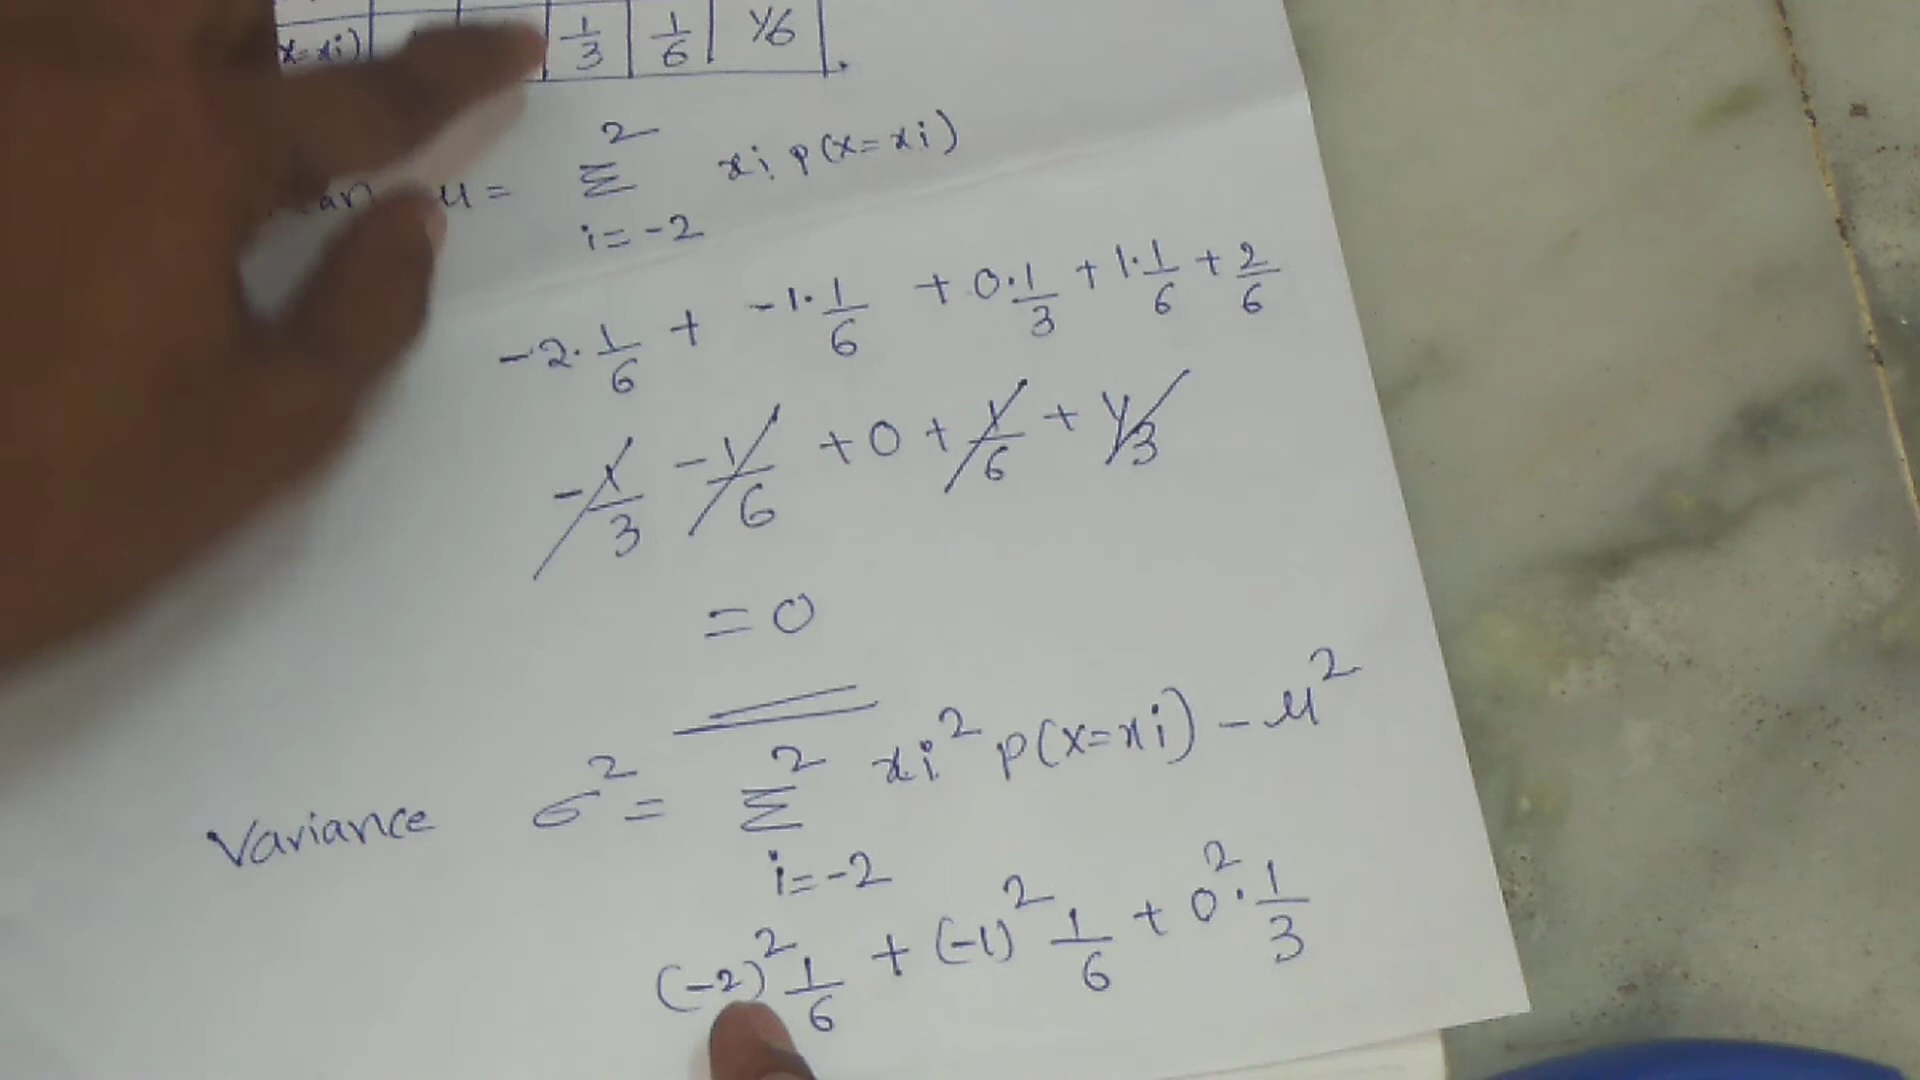 x=xi) 1/3 1/6 1/6
μ = 2 Σ i=-2 xi p(x=xi)
-2·1/6 + -1·1/6 + 0·1/3 + 1·1/6 + 2/6
-1/3 -1/6 + 0 + 1/6 + 1/3
= 0
Variance σ² = 2 Σ i=-2 xi² p(x=xi) - μ²
(-2)² 1/6 + (-1)² 1/6 + 0²·1/3